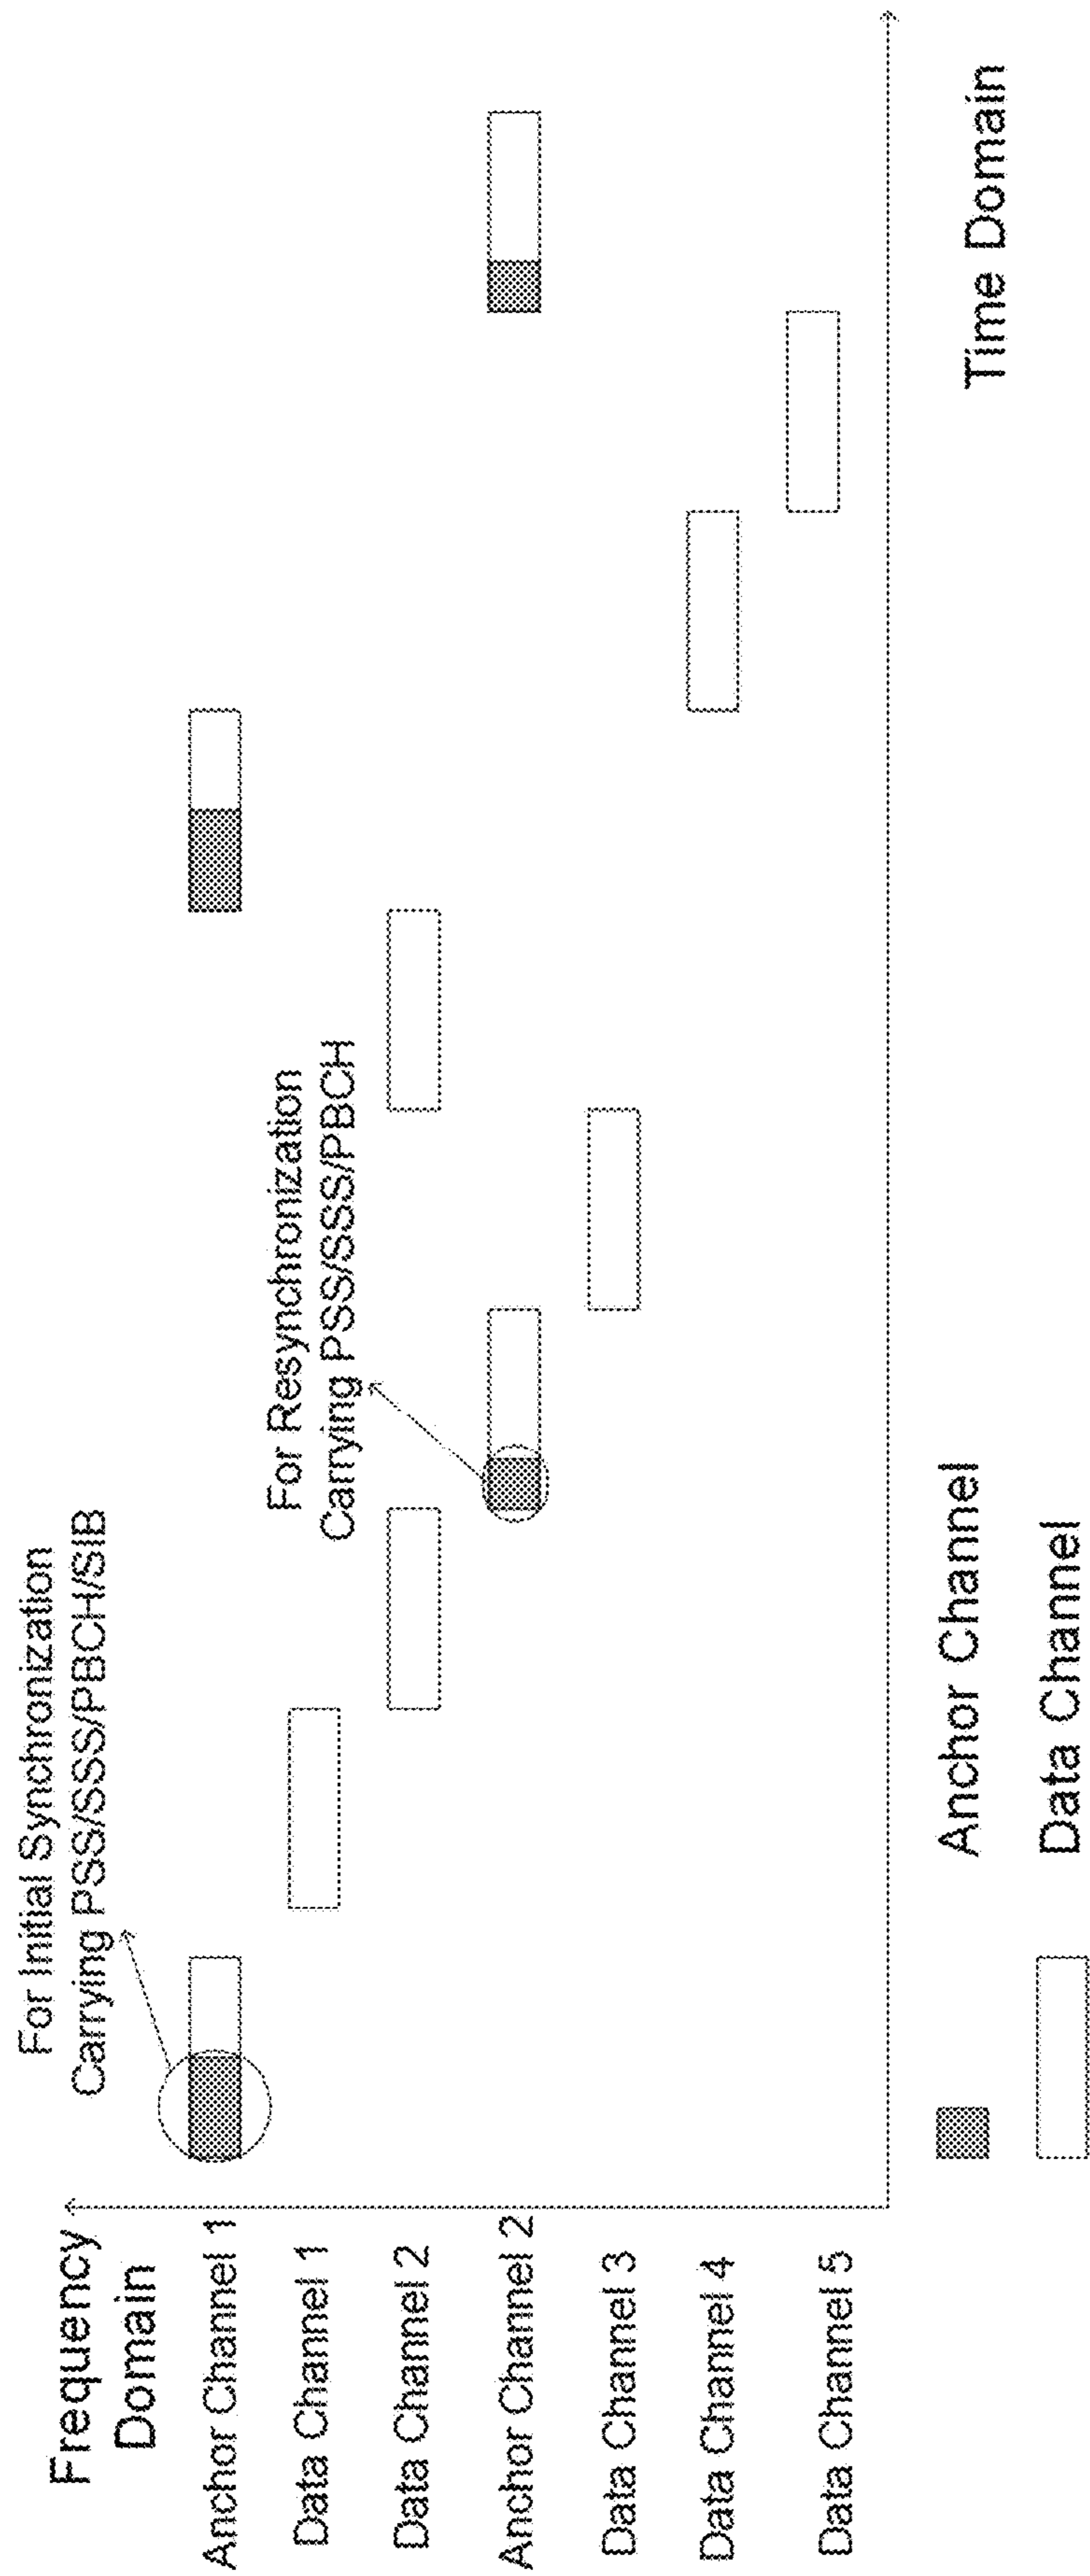 For Initial Synchronization
Carrying PSS/SSS/PBCH/SIB
Frequency
Domain
Anchor Channel 1
Data Channel 1
Data Channel 2
Anchor Channel 2
Data Channel 3
Data Channel 4
Data Channel 5
For Resynchronization
Carrying PSS/SSS/PBCH
Time Domain
Anchor Channel
Data Channel